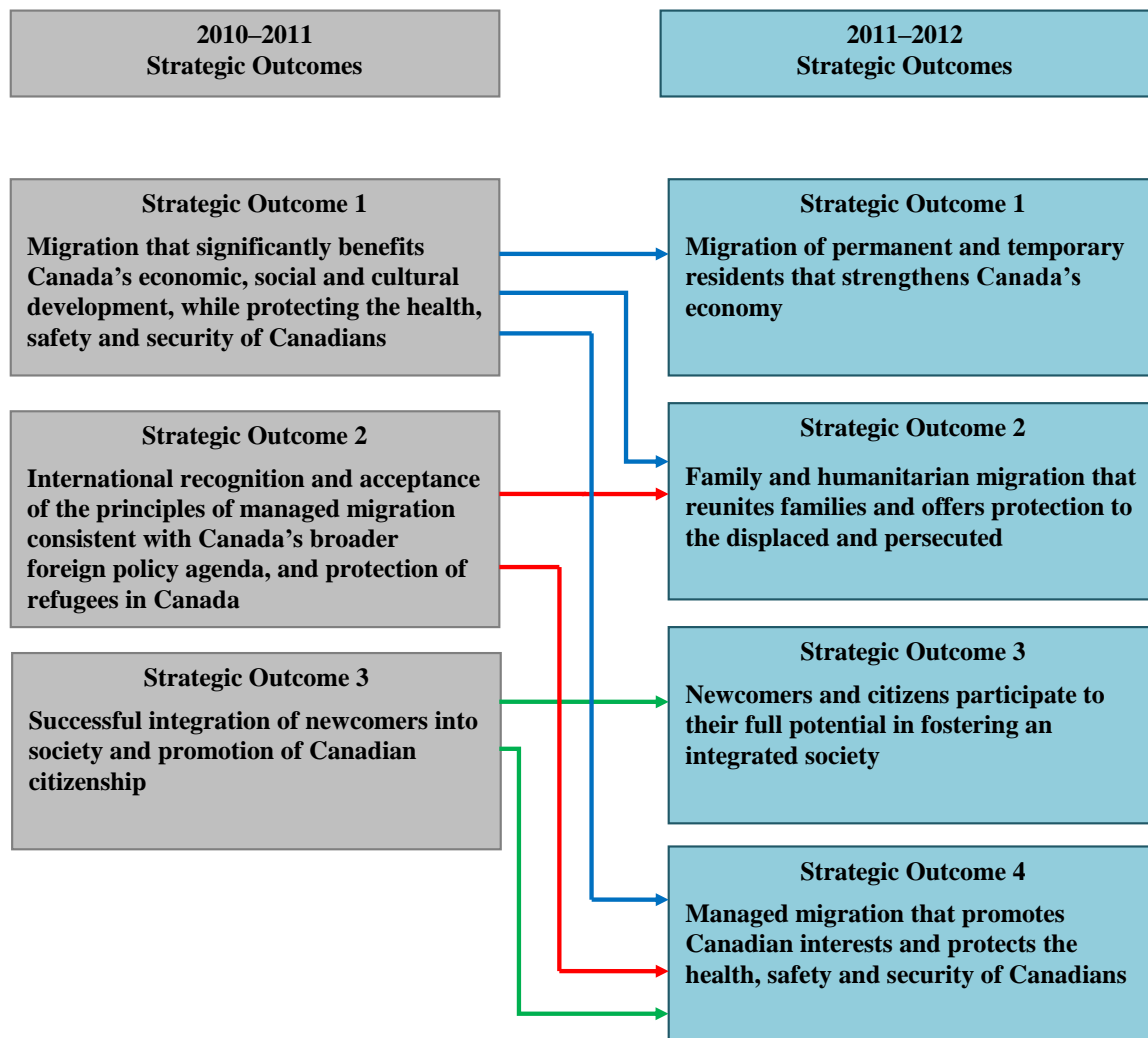 2010–2011
Strategic Outcomes
2011–2012
Strategic Outcomes
Strategic Outcome 1
Migration that significantly benefits
Canada’s economic, social and cultural
development, while protecting the health,
safety and security of Canadians
Strategic Outcome 1
Migration of permanent and temporary
residents that strengthens Canada’s
economy
Strategic Outcome 2
International recognition and acceptance
of the principles of managed migration
consistent with Canada’s broader
foreign policy agenda, and protection of
refugees in Canada
Strategic Outcome 2
Family and humanitarian migration that
reunites families and offers protection to
the displaced and persecuted
Strategic Outcome 3
Successful integration of newcomers into
society and promotion of Canadian
citizenship
Strategic Outcome 3
Newcomers and citizens participate to
their full potential in fostering an
integrated society
Strategic Outcome 4
Managed migration that promotes
Canadian interests and protects the
health, safety and security of Canadians